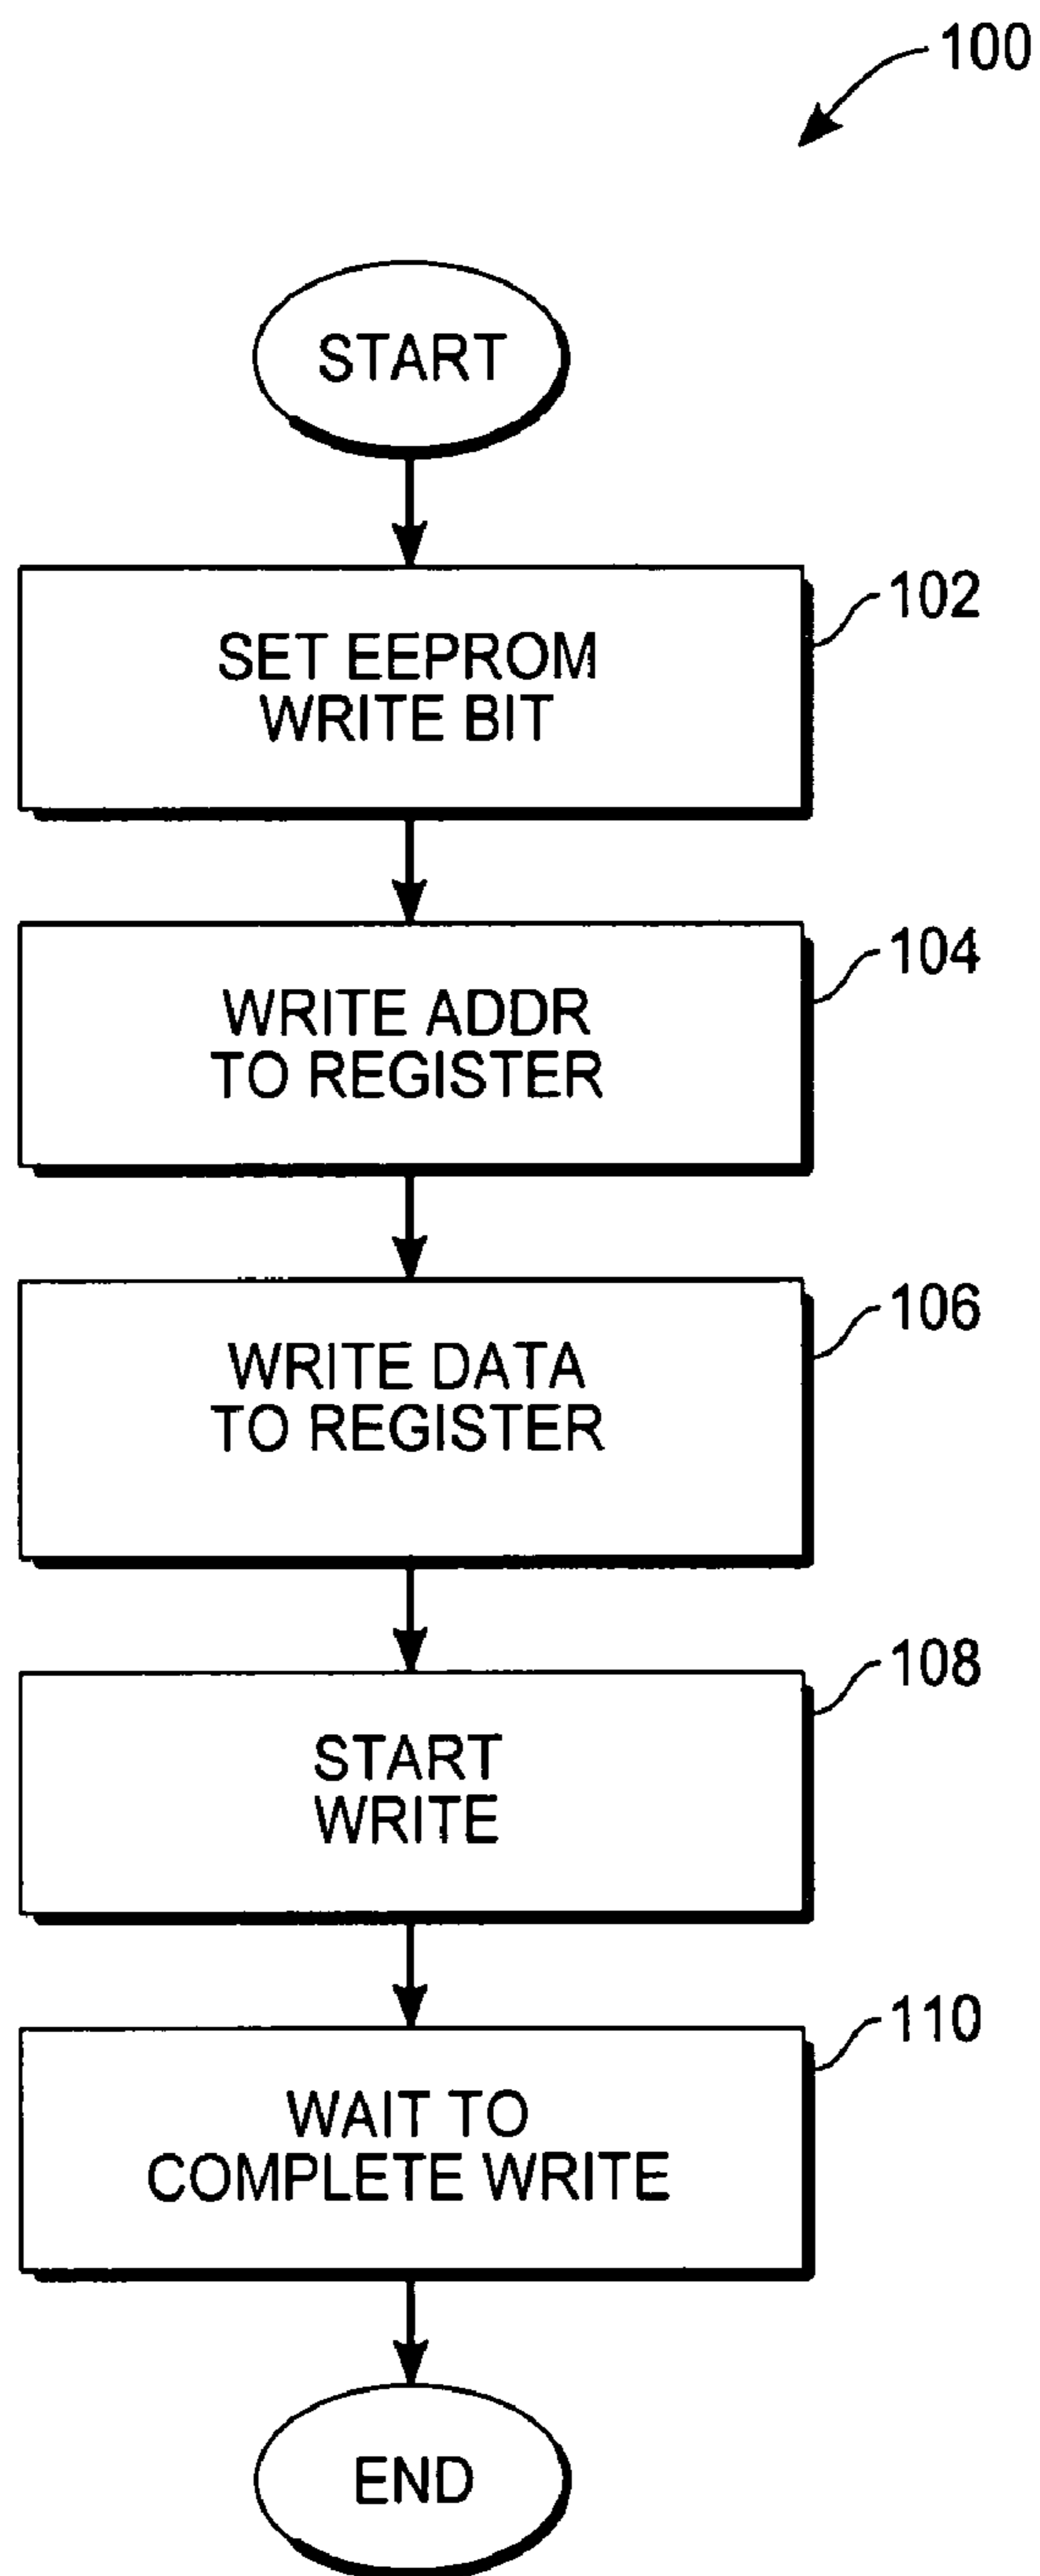 100
START
102
SET EEPROM
WRITE BIT
104
WRITE ADDR
TO REGISTER
106
WRITE DATA
TO REGISTER
108
START
WRITE
110
WAIT TO
COMPLETE WRITE
END